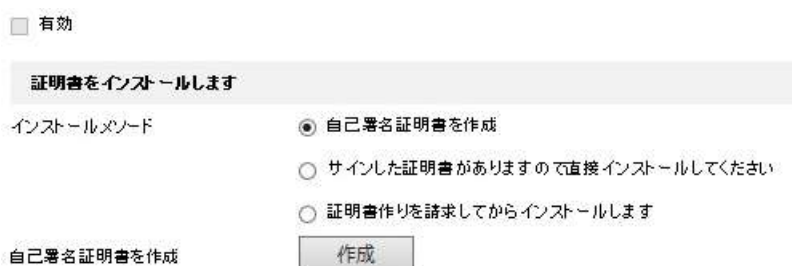 有効
証明書をインストールします
インストールメソード
自己署名証明書を作成
サインした証明書がありますので直接インストールしてください
証明書作りを請求してからインストールします
自己署名証明書を作成
作成